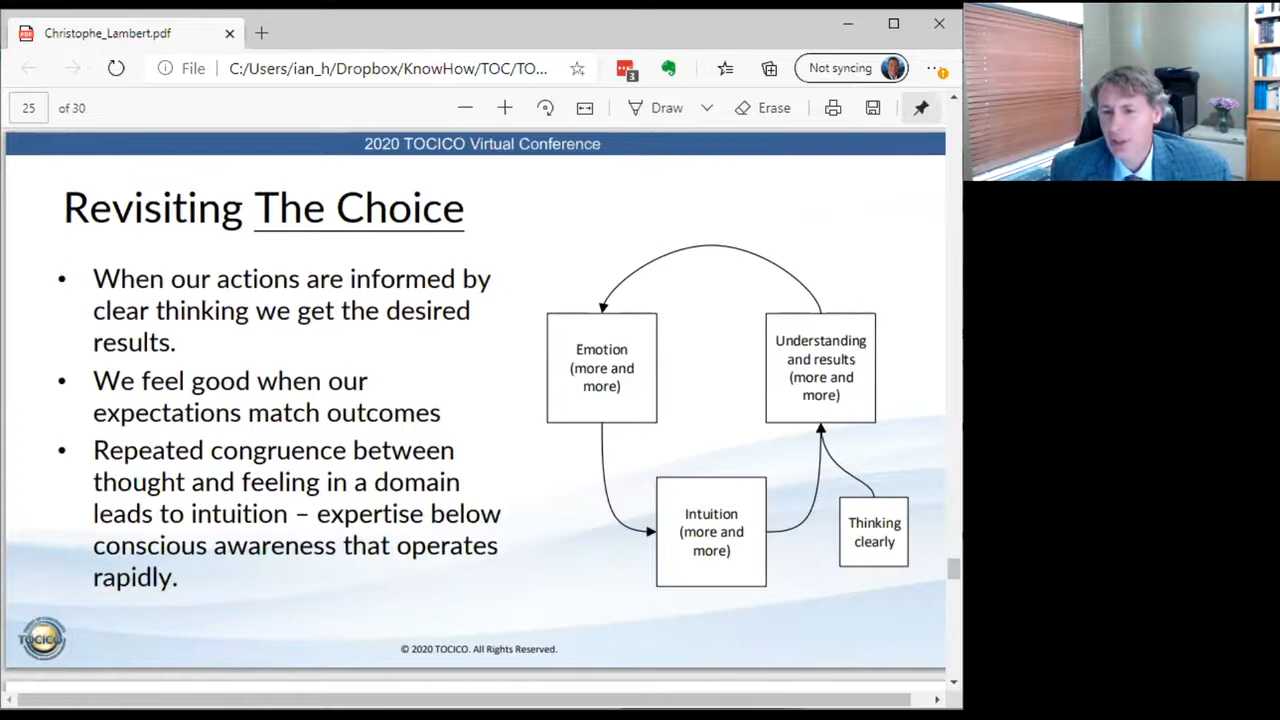 Christophe_Lambert.pdf
File
C:/Users/ian_h/Dropbox/KnowHow/TOC/TO...
3
Not syncing
25
of 30
Draw
Erase
2020 TOCICO Virtual Conference
Revisiting The Choice
• When our actions are informed by
clear thinking we get the desired
results.
• We feel good when our
expectations match outcomes
• Repeated congruence between
thought and feeling in a domain
leads to intuition – expertise below
conscious awareness that operates
rapidly.
Emotion
(more and
more)
Understanding
and results
(more and
more)
Intuition
(more and
more)
Thinking
clearly
TOCICO
© 2020 TOCICO. All Rights Reserved.